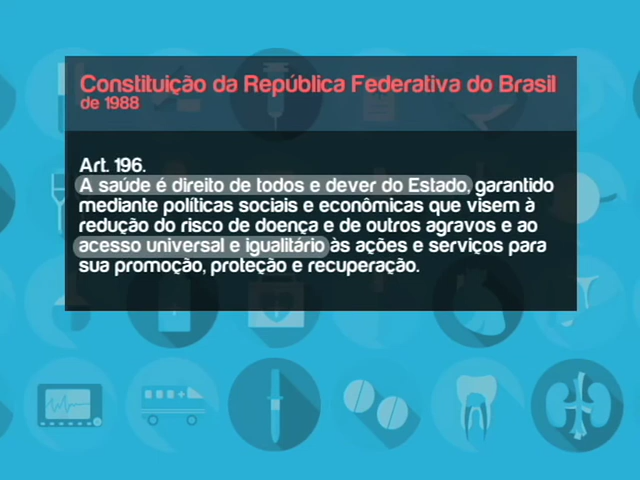 Constituição da República Federativa do Brasil
de 1988
Art. 196.
A saúde é direito de todos e dever do Estado, garantido
mediante políticas sociais e econômicas que visem à
redução do risco de doença e de outros agravos e ao
acesso universal e igualitário às ações e serviços para
sua promoção, proteção e recuperação.